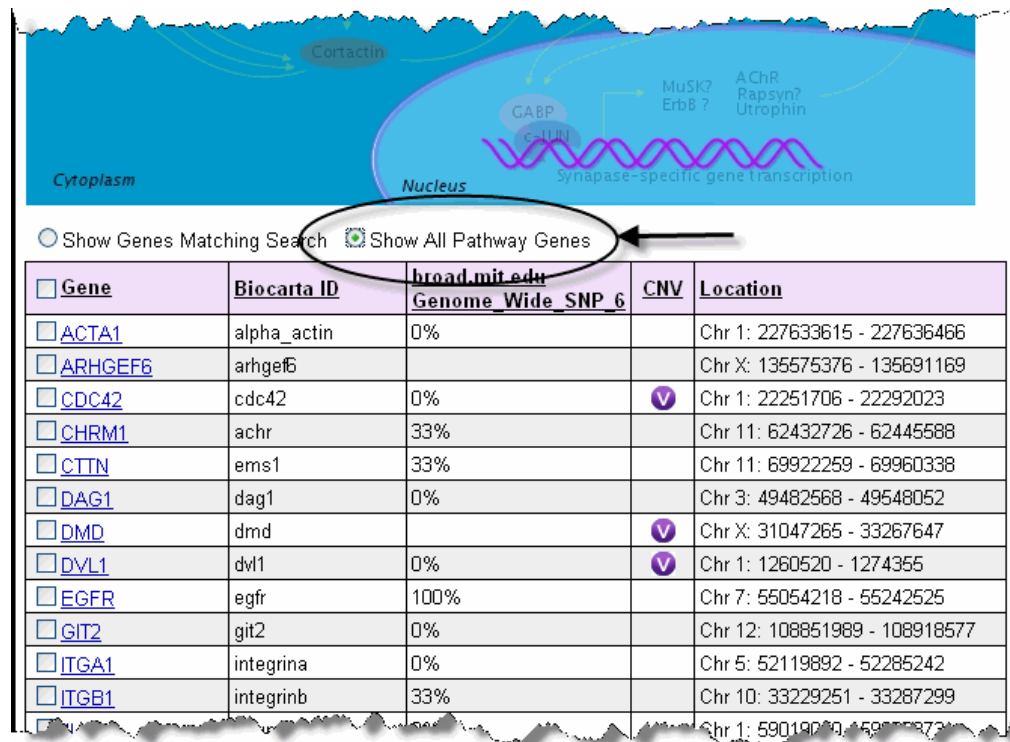 Cortactin
MuSK?
ErbB ?
AChR
Rapsyn?
Utrophin
GABP
c-JUN
Synapase-specific gene transcription
Cytoplasm
Nucleus
Show Genes Matching Search Show All Pathway Genes
Gene Biocarta ID broad.mit.edu Genome_Wide_SNP_6 CNV Location
ACTA1 alpha_actin 0% Chr 1: 227633615 - 227636466
ARHGEF6 arhgef6 Chr X: 135575376 - 135691169
CDC42 cdc42 0% V Chr 1: 22251706 - 22292023
CHRM1 achr 33% Chr 11: 62432726 - 62445588
CTTN ems1 33% Chr 11: 69922259 - 69960338
DAG1 dag1 0% Chr 3: 49482568 - 49548052
DMD dmd V Chr X: 31047265 - 33267647
DVL1 dvl1 0% V Chr 1: 1260520 - 1274355
EGFR egfr 100% Chr 7: 55054218 - 55242525
GIT2 git2 0% Chr 12: 108851989 - 108918577
ITGA1 integrina 0% Chr 5: 52119892 - 52285242
ITGB1 integrinb 33% Chr 10: 33229251 - 33287299
Chr 1: